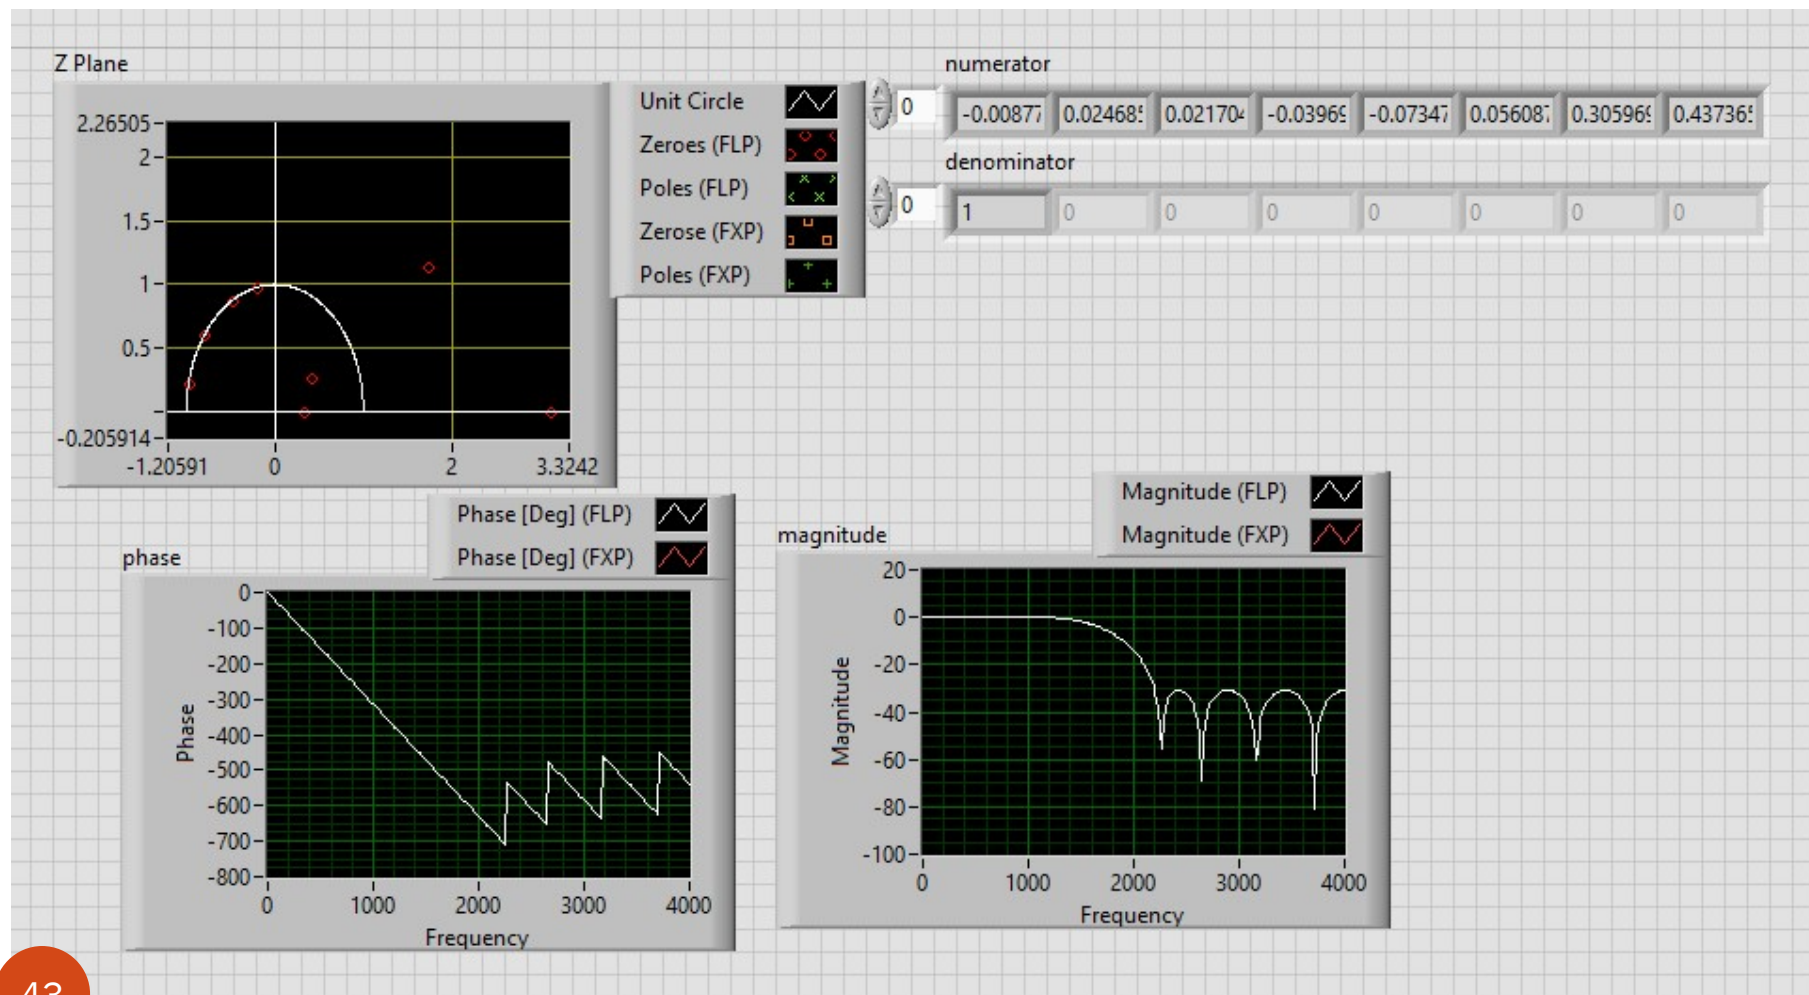 Z Plane
2.26505
2
1.5
1
0.5
-0.205914
-1.20591 0 2 3.3242
Unit Circle
Zeroes (FLP)
Poles (FLP)
Zerose (FXP)
Poles (FXP)
numerator
0 -0.00877 0.02468 0.02170 -0.0396 -0.07347 0.05608 0.30596 0.43736
denominator
0 1 0 0 0 0 0 0 0
Phase [Deg] (FLP)
Phase [Deg] (FXP)
phase
0
-100
-200
-300
-400
-500
-600
-700
-800
Phase
0 1000 2000 3000 4000
Frequency
Magnitude (FLP)
Magnitude (FXP)
magnitude
20
0
-20
-40
-60
-80
-100
Magnitude
0 1000 2000 3000 4000
Frequency
43